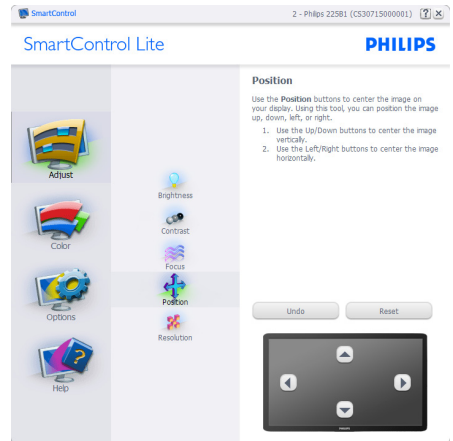 SmartControl
2 - Philips 225B1 (CS30715000001)
?
SmartControl Lite
PHILIPS
Adjust
Color
Options
Help
Brightness
Contrast
Focus
Position
Resolution
Position
Use the Position buttons to center the image on
your display. Using this tool, you can position the image
up, down, left, or right.
1. Use the Up/Down buttons to center the image
vertically.
2. Use the Left/Right buttons to center the image
horizontally.
Undo
Reset
PHILIPS